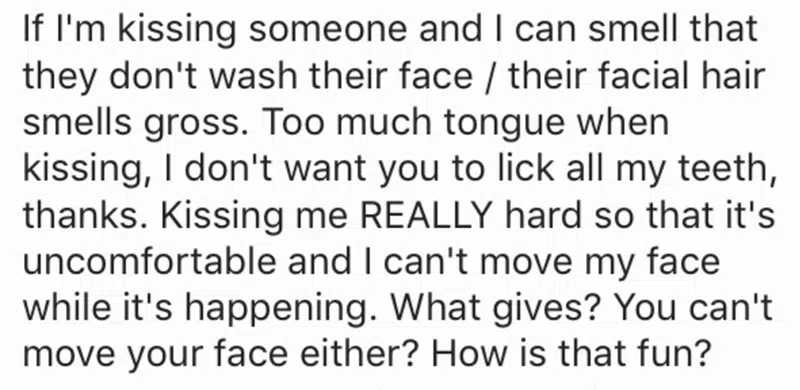 If I'm kissing someone and I can smell that
they don't wash their face / their facial hair
smells gross. Too much tongue when
kissing, I don't want you to lick all my teeth,
thanks. Kissing me REALLY hard so that it's
uncomfortable and I can't move my face
while it's happening. What gives? You can't
move your face either? How is that fun?